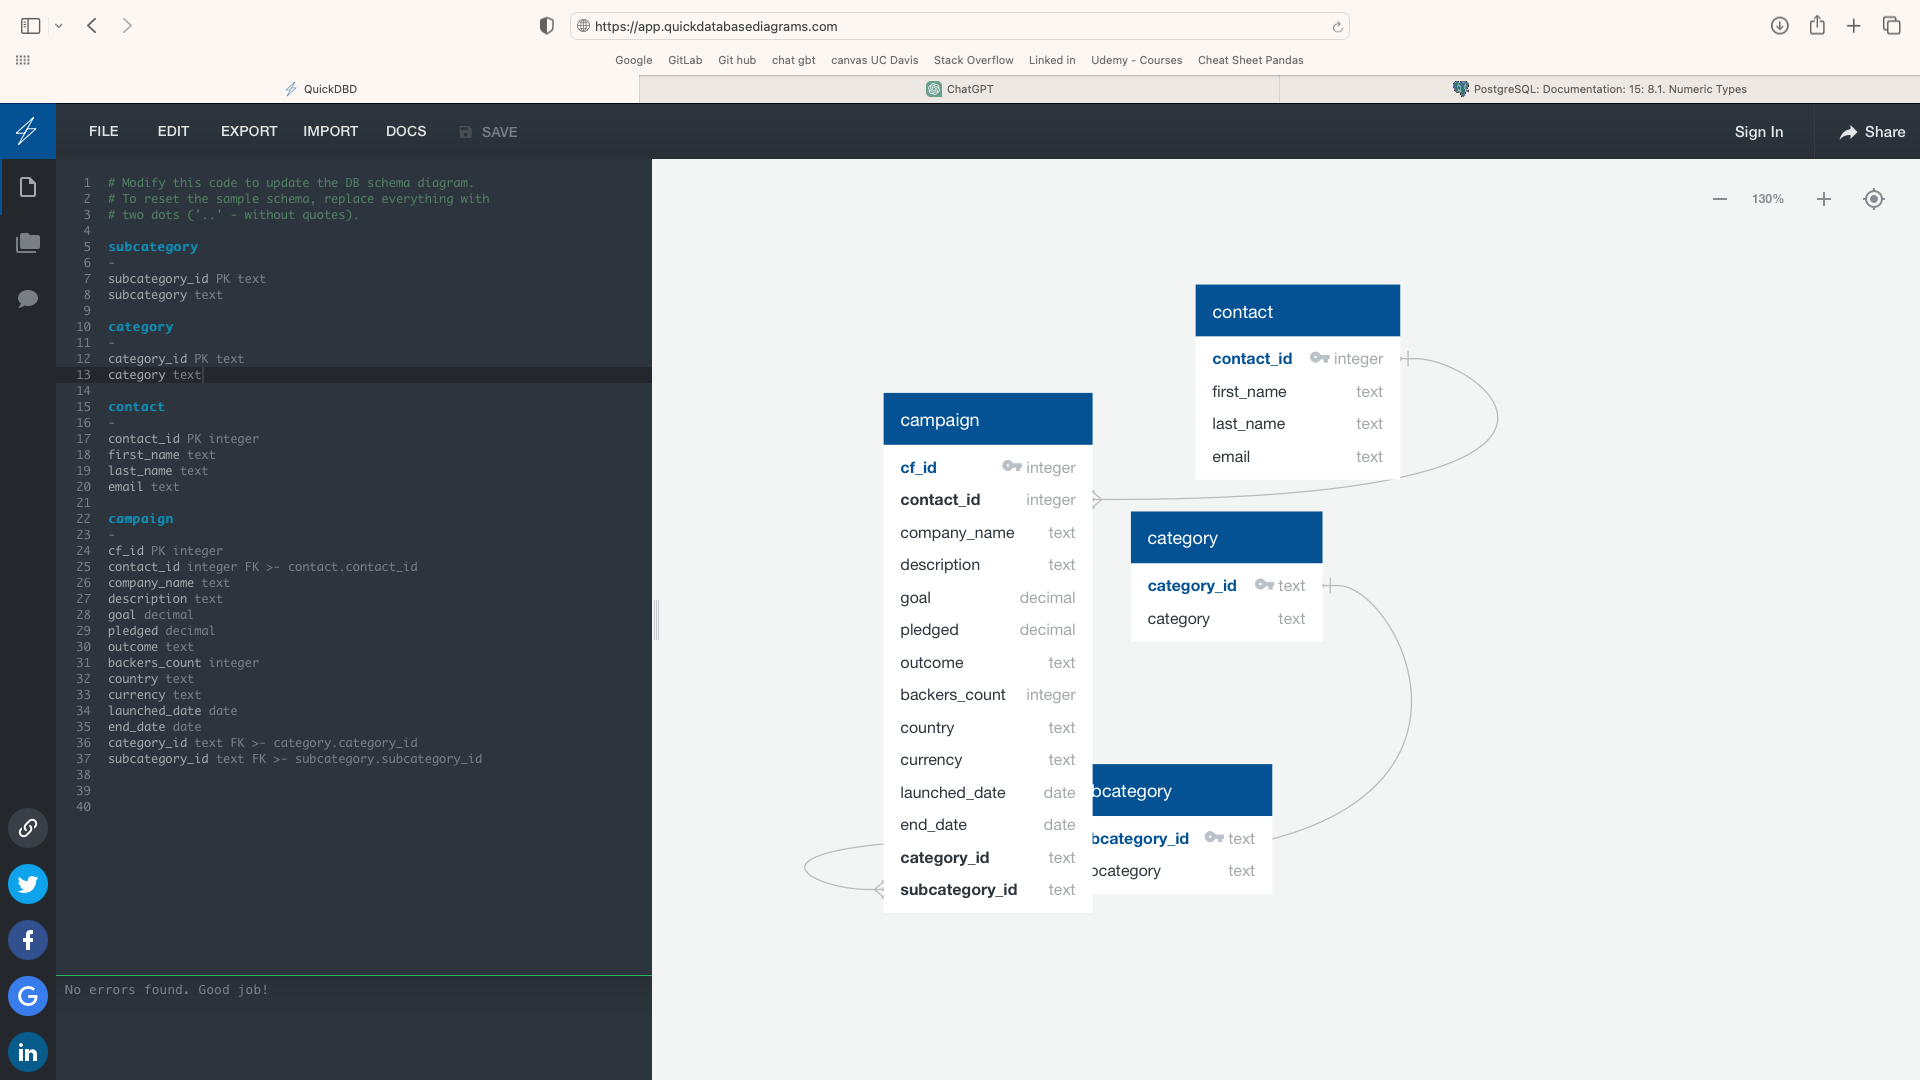 https://app.quickdatabasediagrams.com
Google GitLab Git hub chat gbt canvas UC Davis Stack Overflow Linked in Udemy - Courses Cheat Sheet Pandas
QuickDBD ChatGPT PostgreSQL: Documentation: 15: 8.1. Numeric Types
FILE EDIT EXPORT IMPORT DOCS SAVE Sign In Share
1 # Modify this code to update the DB schema diagram.
2 # To reset the sample schema, replace everything with
3 # two dots ('..' - without quotes).
4
5 subcategory
6 -
7 subcategory_id PK text
8 subcategory text
9
10 category
11 -
12 category_id PK text
13 category text
14
15 contact
16 -
17 contact_id PK integer
18 first_name text
19 last_name text
20 email text
21
22 campaign
23 -
24 cf_id PK integer
25 contact_id integer FK >- contact.contact_id
26 company_name text
27 description text
28 goal decimal
29 pledged decimal
30 outcome text
31 backers_count integer
32 country text
33 currency text
34 launched_date date
35 end_date date
36 category_id text FK >- category.category_id
37 subcategory_id text FK >- subcategory.subcategory_id
38
39
40
No errors found. Good job!
130%
contact
contact_id integer
first_name text
last_name text
email text
campaign
cf_id integer
contact_id integer
company_name text
description text
goal decimal
pledged decimal
outcome text
backers_count integer
country text
currency text
launched_date date
end_date date
category_id text
subcategory_id text
category
category_id text
category text
bcategory
bcategory_id text
bcategory text